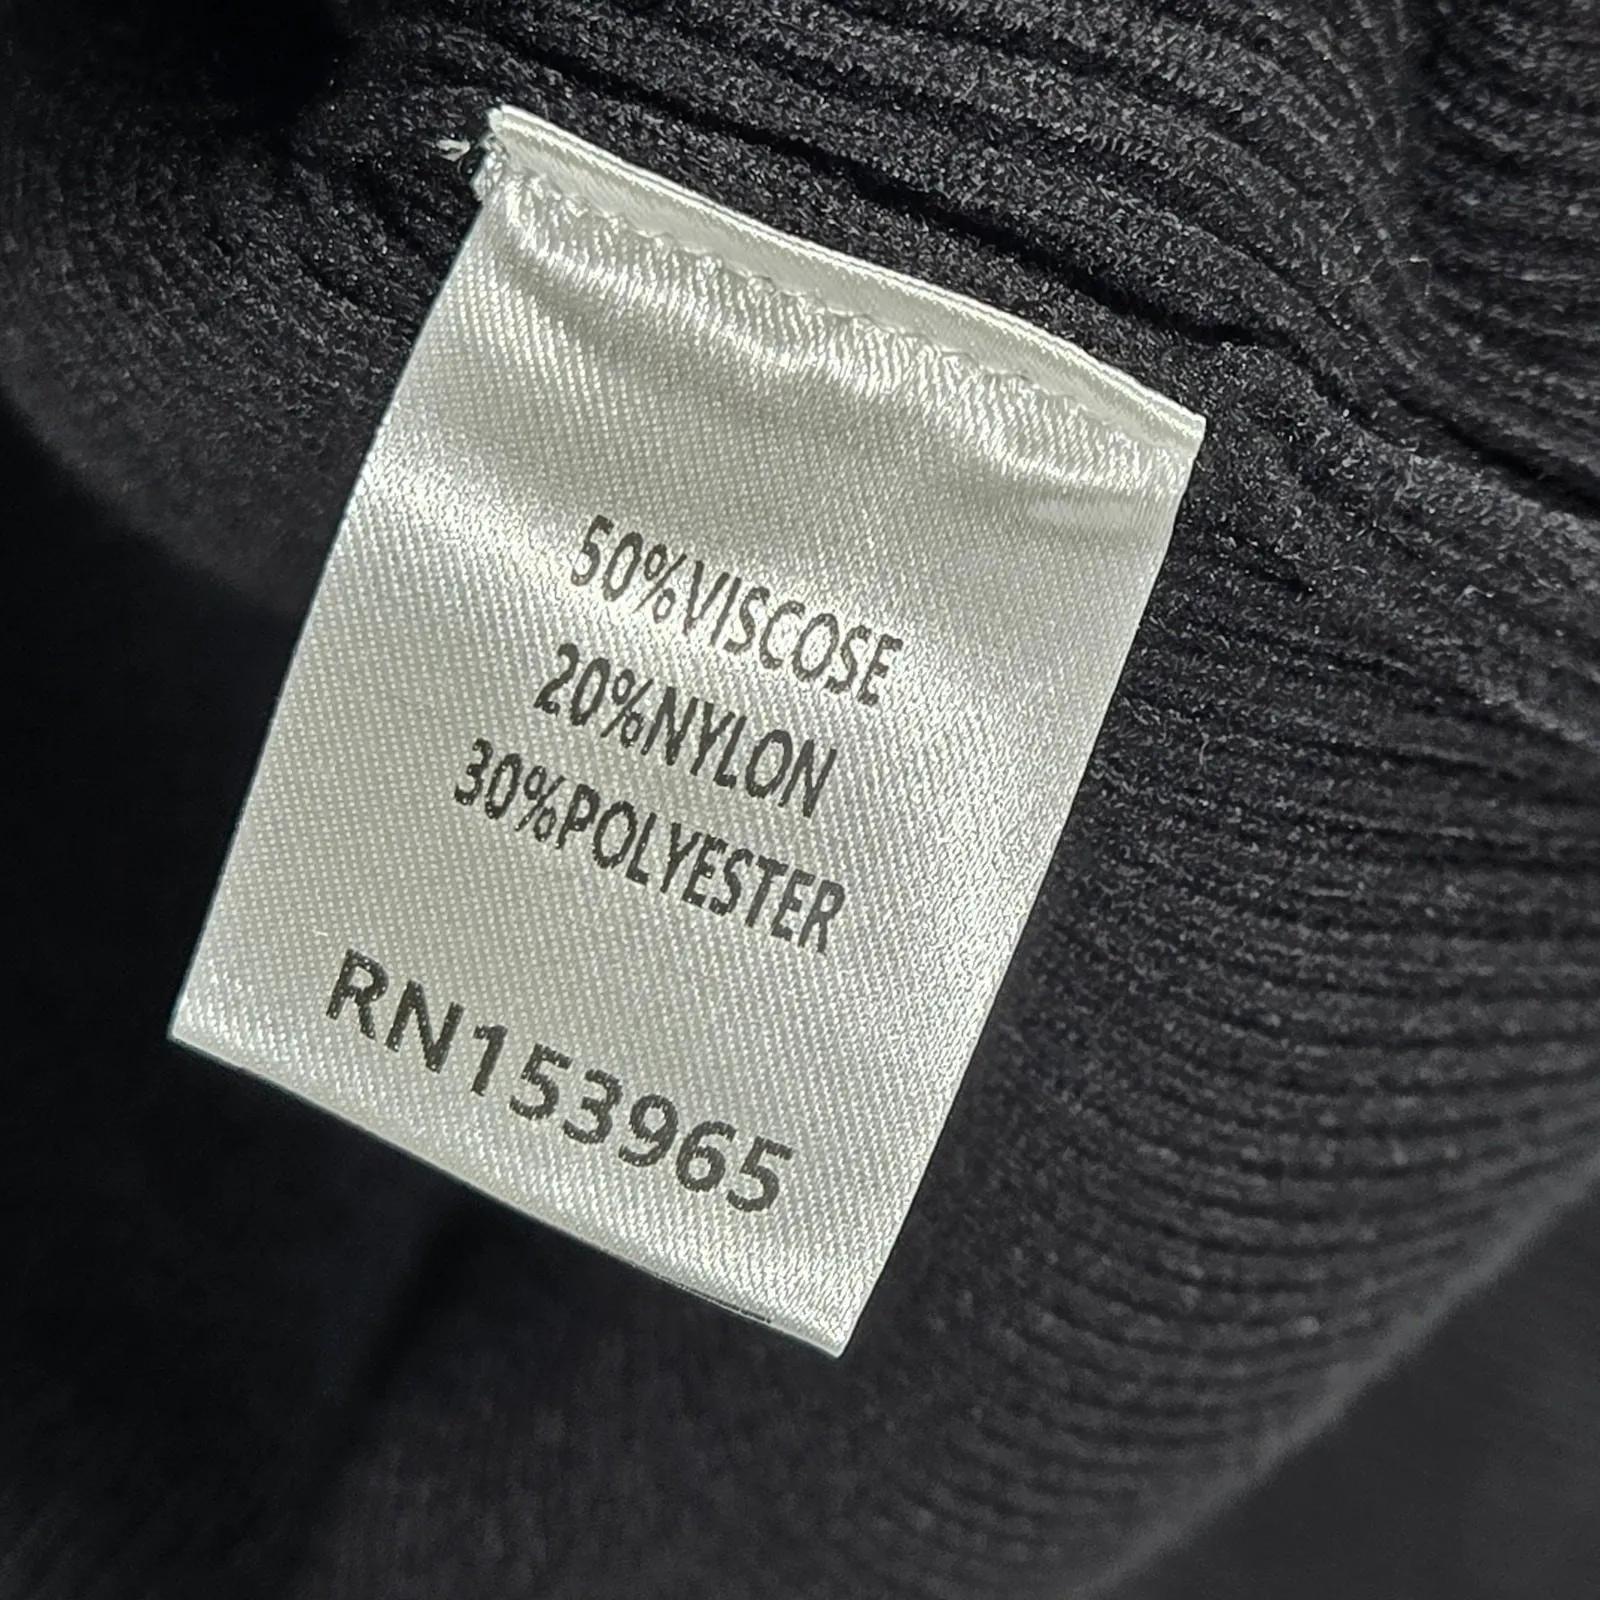 50%VISCOSE
20%NYLON
30%POLYESTER
RN153965